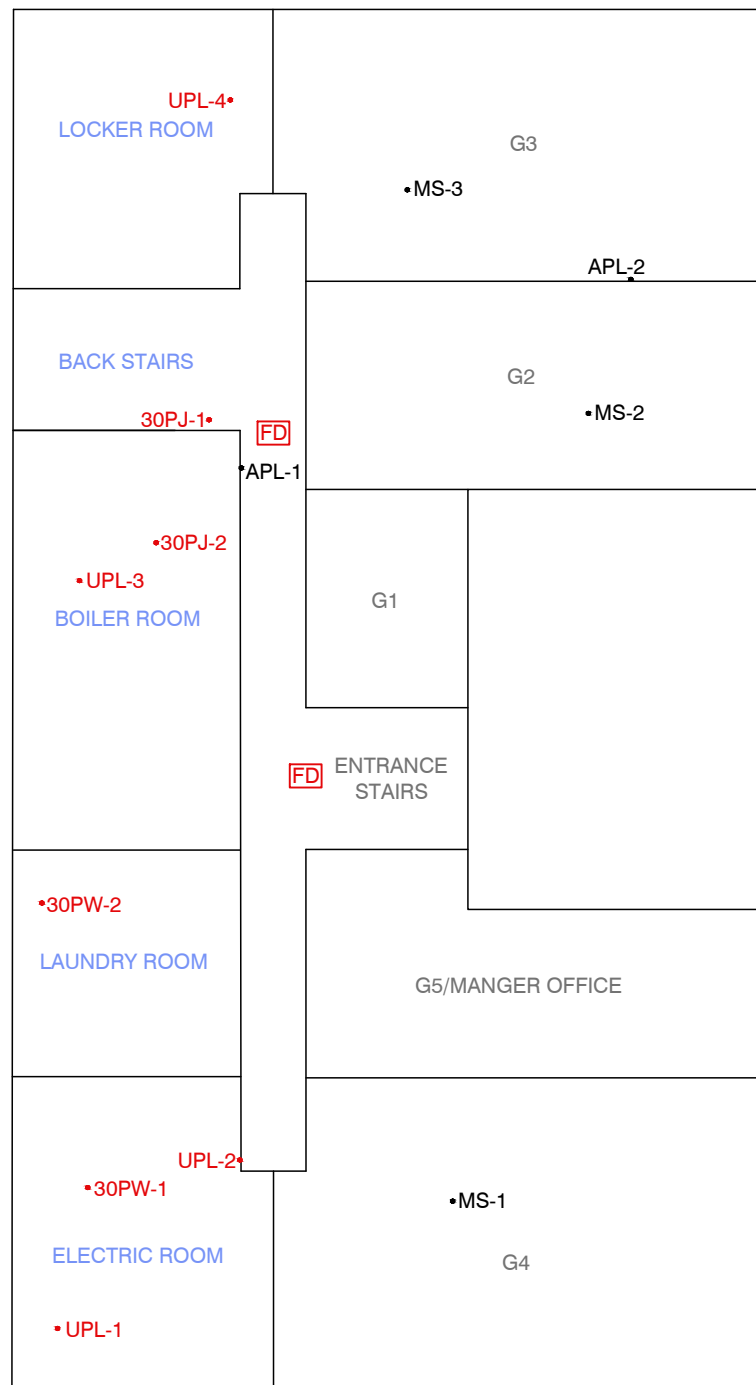 UPL-4
LOCKER ROOM
G3
MS-3
APL-2
BACK STAIRS
G2
30PJ-1
MS-2
FD
APL-1
30PJ-2
UPL-3
BOILER ROOM
G1
FD
ENTRANCE
STAIRS
30PW-2
LAUNDRY ROOM
G5/MANGER OFFICE
UPL-2
30PW-1
MS-1
ELECTRIC ROOM
G4
UPL-1